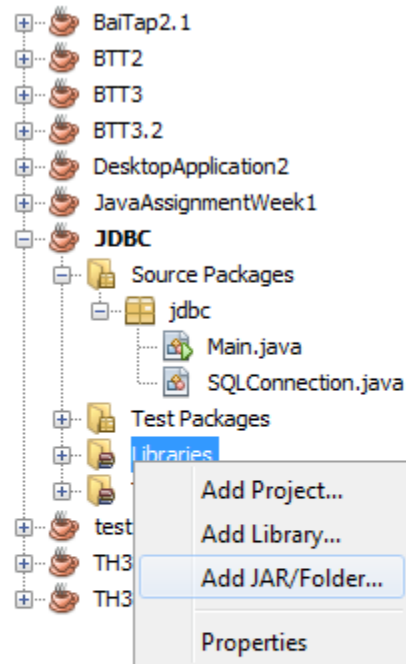 BaiTap2.1
BTT2
BTT3
BTT3.2
DesktopApplication2
JavaAssignmentWeek1
JDBC
Source Packages
jdbc
Main.java
SQLConnection.java
Test Packages
Libraries
Add Project...
test
Add Library...
TH3
Add JAR/Folder...
TH3
Properties